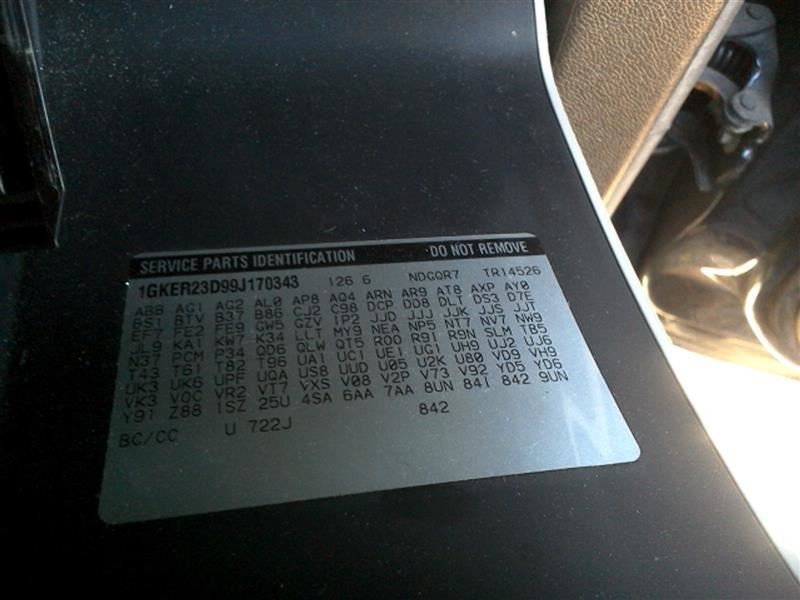 SERVICE PARTS IDENTIFICATION DO NOT REMOVE
1GKER23D99J170343 126 6 NDGQR7 TR14526
ABB AG1 AG2 AL0 AP8 AQ4 ARN AR9 AT8 AXP AY0
BS1 BTV B37 B86 CJ2 C98 DCP DD8 DLT DS3 D7E
EF7 FE2 FE9 GW5 GZV IP2 JJD JJJ JJK JJS JJT
JL9 KA1 KW7 K34 LLT MY9 NEA NP5 NT7 NV7 NW9
N37 PCM P34 QD6 QLW QT5 R00 R91 R9N SLM TB5
T43 T61 T82 T96 UA1 UC1 UE1 UG1 UH9 UJ2 UJ6
UK3 UK6 UPF UQA US8 UUD U05 U2K U80 VD9 VH9
VK3 VOC VR2 VT7 VXS V08 V2P V73 V92 YD5 YD6
Y91 Z88 1SZ 25U 4SA 6AA 7AA 8UN 841 842 9UN
BC/CC U 722J 842